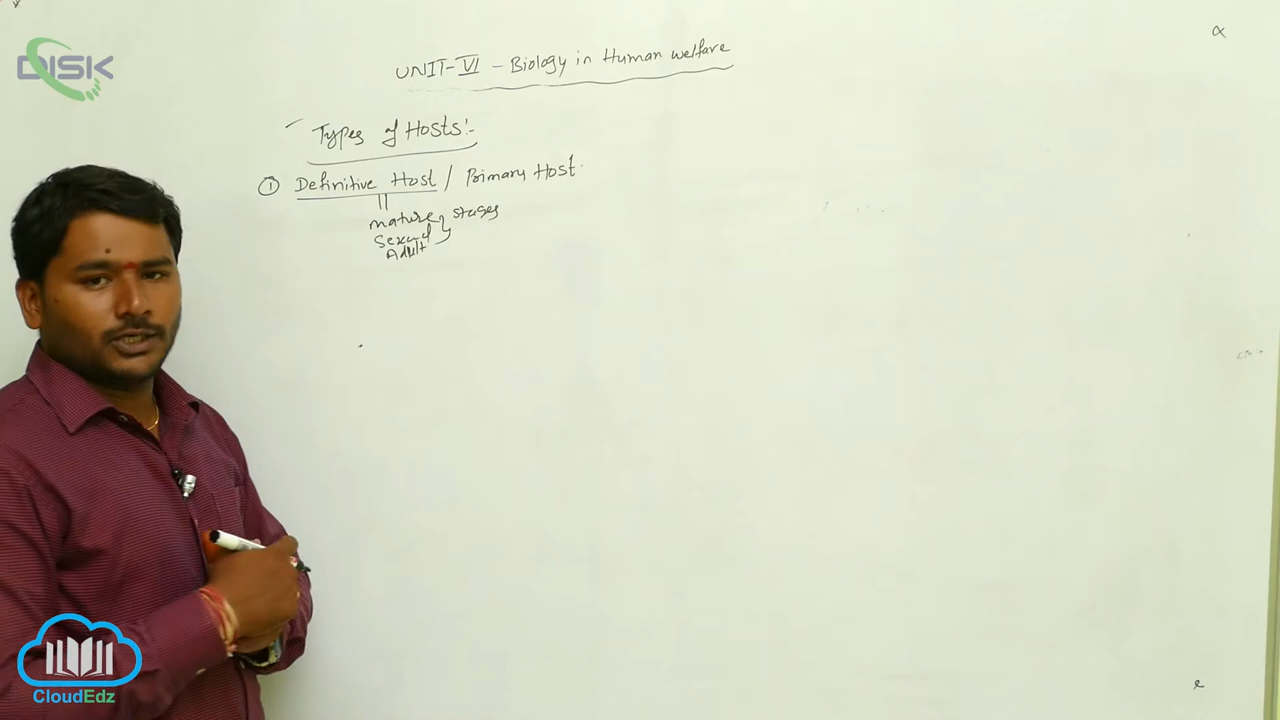 DISK
UNIT-VI - Biology in Human welfare
Types of Hosts:-
① Definitive Host / Primary Host
mature stages
Sexual
Adult
CloudEdz